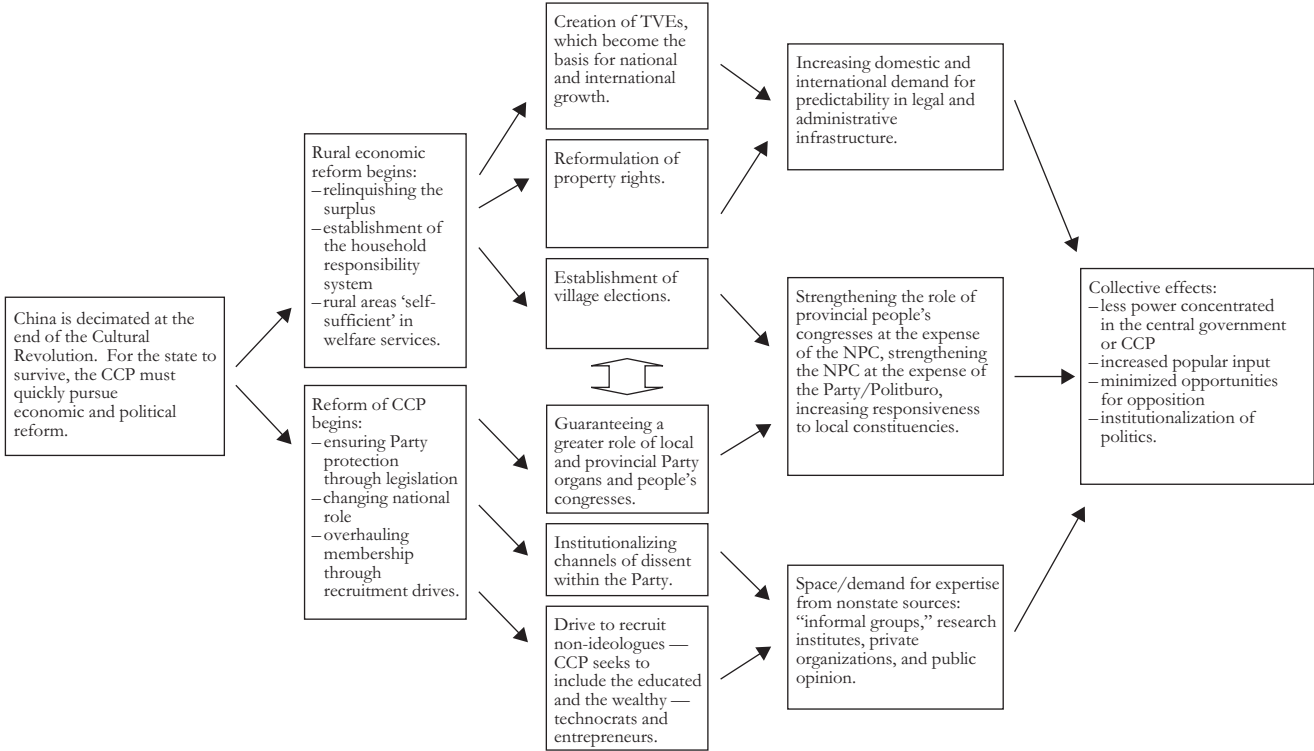 China is decimated at the
end of the Cultural
Revolution. For the state to
survive, the CCP must
quickly pursue
economic and political
reform.
Rural economic
reform begins:
–relinquishing the
surplus
–establishment of
the household
responsibility
system
–rural areas ‘self-
sufficient’ in
welfare services.
Reform of CCP
begins:
–ensuring Party
protection
through legislation
–changing national
role
–overhauling
membership
through
recruitment drives.
Creation of TVEs,
which become the
basis for national
and international
growth.
Reformulation of
property rights.
Establishment of
village elections.
Guaranteeing a
greater role of local
and provincial Party
organs and people’s
congresses.
Institutionalizing
channels of dissent
within the Party.
Drive to recruit
non-ideologues —
CCP seeks to
include the educated
and the wealthy —
technocrats and
entrepreneurs.
Increasing domestic and
international demand for
predictability in legal and
administrative
infrastructure.
Strengthening the role of
provincial people’s
congresses at the expense
of the NPC, strengthening
the NPC at the expense of
the Party/Politburo,
increasing responsiveness
to local constituencies.
Space/demand for expertise
from nonstate sources:
“informal groups,” research
institutes, private
organizations, and public
opinion.
Collective effects:
–less power concentrated
in the central government
or CCP
–increased popular input
–minimized opportunities
for opposition
–institutionalization of
politics.